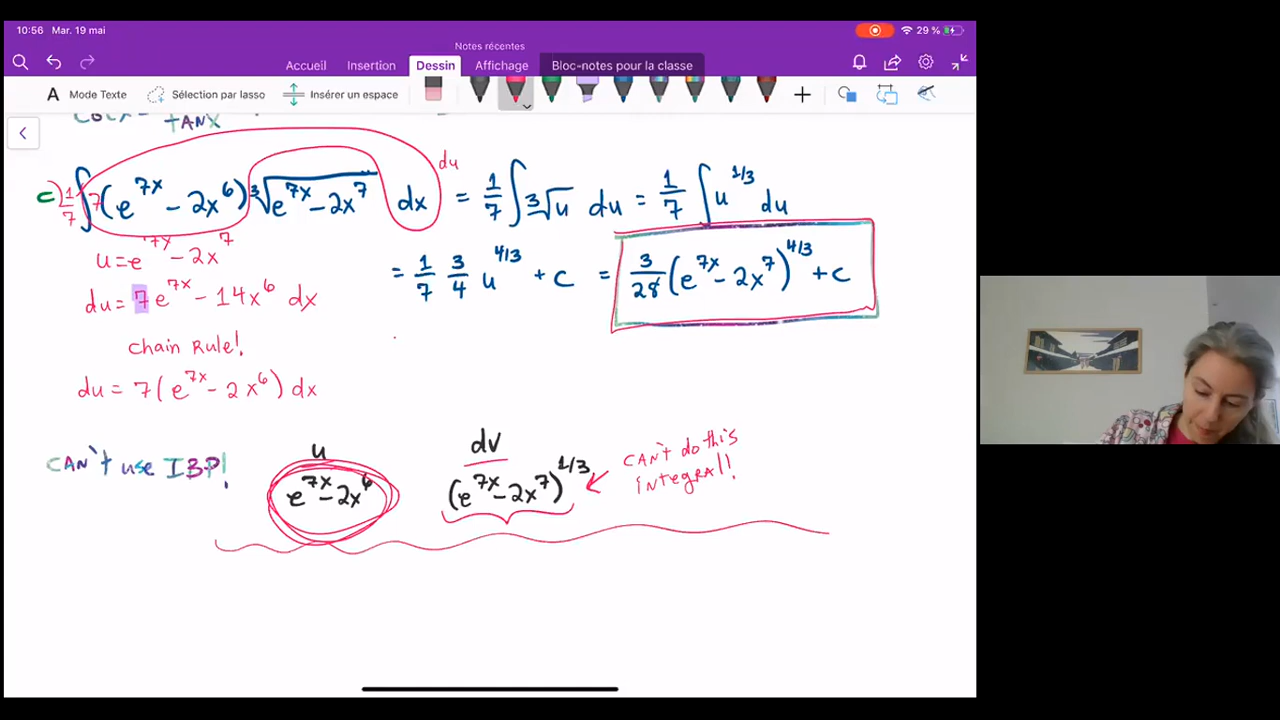 10:56 Mar. 19 mai
29 %
Notes récentes
Accueil Insertion Dessin Affichage Bloc-notes pour la classe
A Mode Texte Sélection par lasso Insérer un espace
TANX
c) 1/7 ∫ 7(e^{7x} - 2x^6) ∛(e^{7x} - 2x^7) dx = 1/7 ∫ ∛u du = 1/7 ∫ u^{1/3} du
du
u = e^{7x} - 2x^7
= 1/7 3/4 u^{4/3} + c = 3/28 (e^{7x} - 2x^7)^{4/3} + c
du = 7e^{7x} - 14x^6 dx
Chain Rule!
du = 7(e^{7x} - 2x^6) dx
CAN'T use IBP!
u dv
e^{7x} - 2x^6 (e^{7x} - 2x^7)^{1/3}
CAN'T do this
integral!